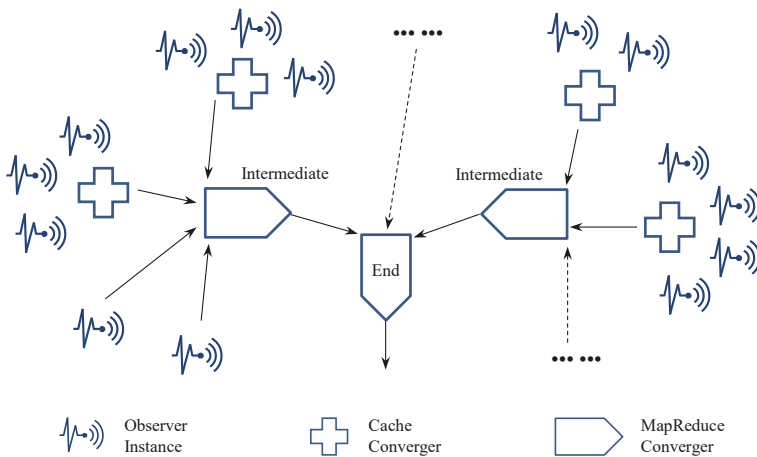 ...... 
Intermediate
Intermediate
End
......
Observer
Instance
Cache
Converger
MapReduce
Converger